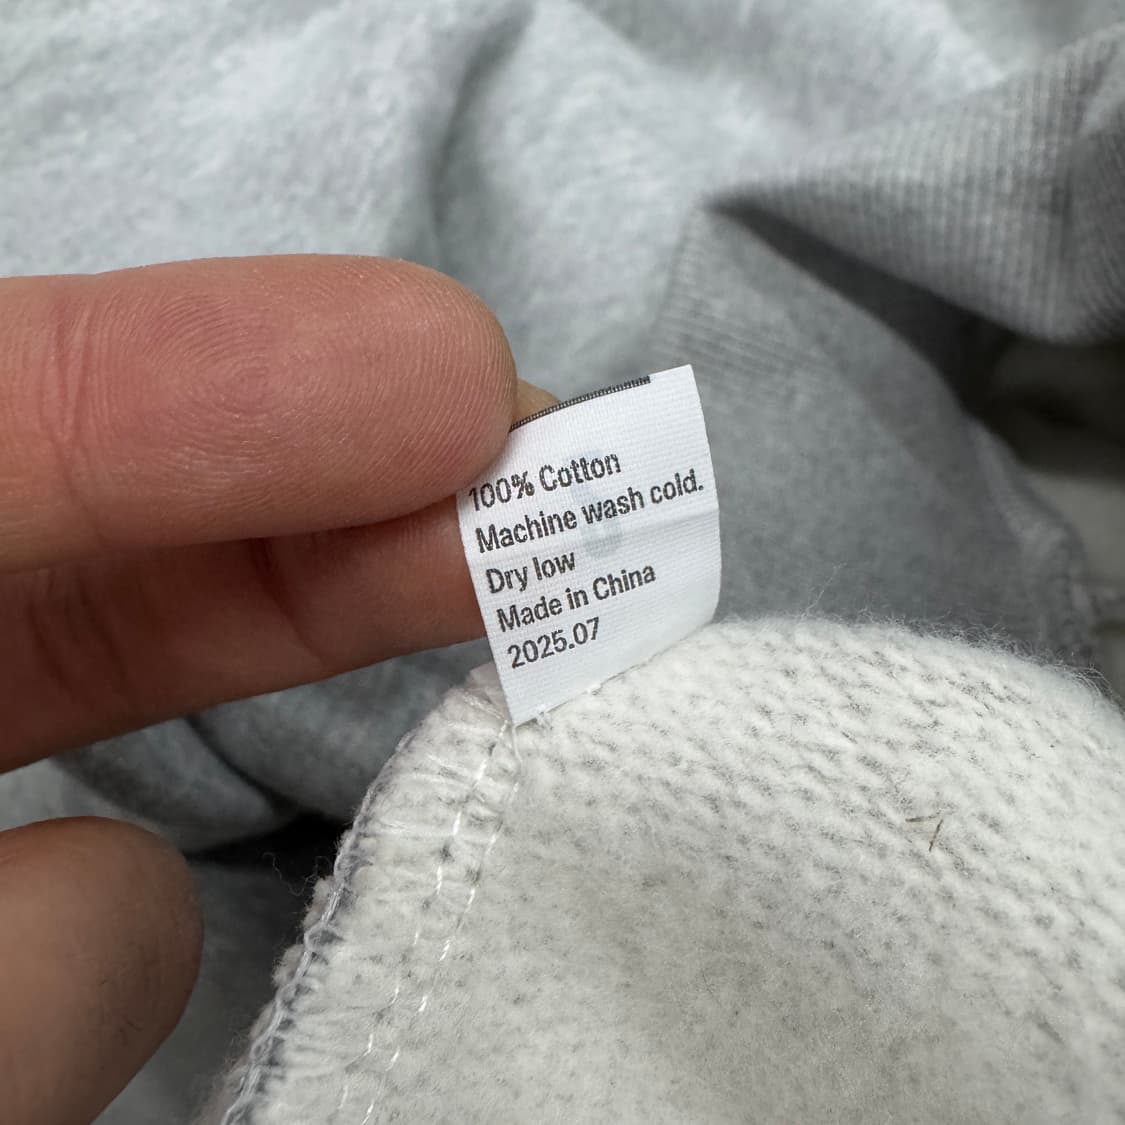 100% Cotton
Machine wash cold.
Dry low
Made in China
2025.07